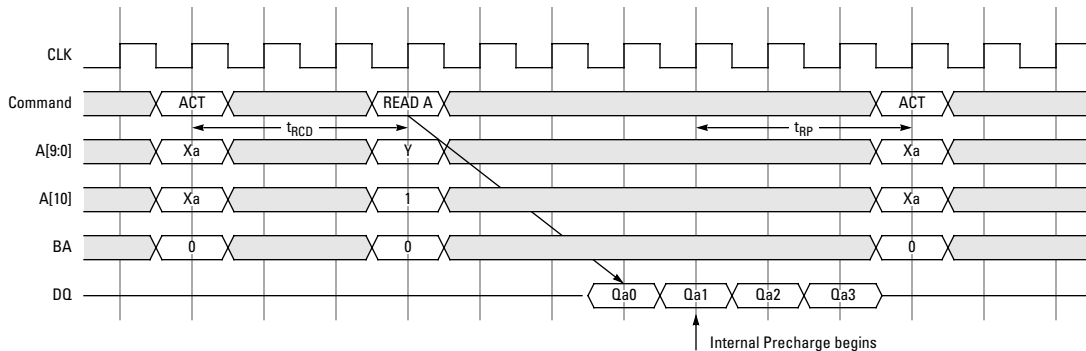 CLK
Command ACT READ A ACT
tRCD tRP
A[9:0] Xa Y Xa
A[10] Xa 1 Xa
BA 0 0 0
DQ Qa0 Qa1 Qa2 Qa3
Internal Precharge begins